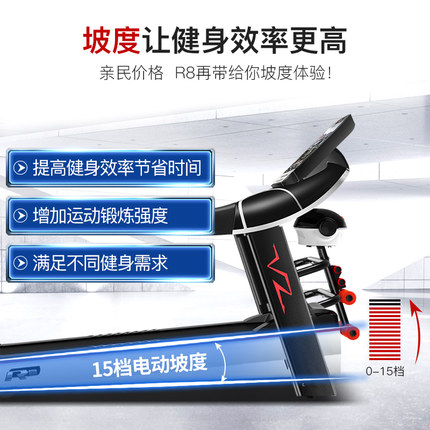 坡度让健身效率更高
亲民价格 R8再带给你坡度体验！
>> 提高健身效率节省时间
>> 增加运动锻炼强度
>> 满足不同健身需求
15档电动坡度
0-15档